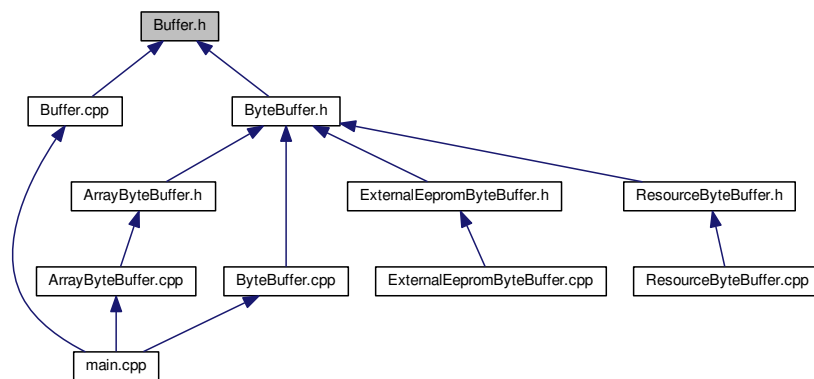 Buffer.h
Buffer.cpp
ByteBuffer.h
ArrayByteBuffer.h
ExternalEepromByteBuffer.h
ResourceByteBuffer.h
ArrayByteBuffer.cpp
ByteBuffer.cpp
ExternalEepromByteBuffer.cpp
ResourceByteBuffer.cpp
main.cpp